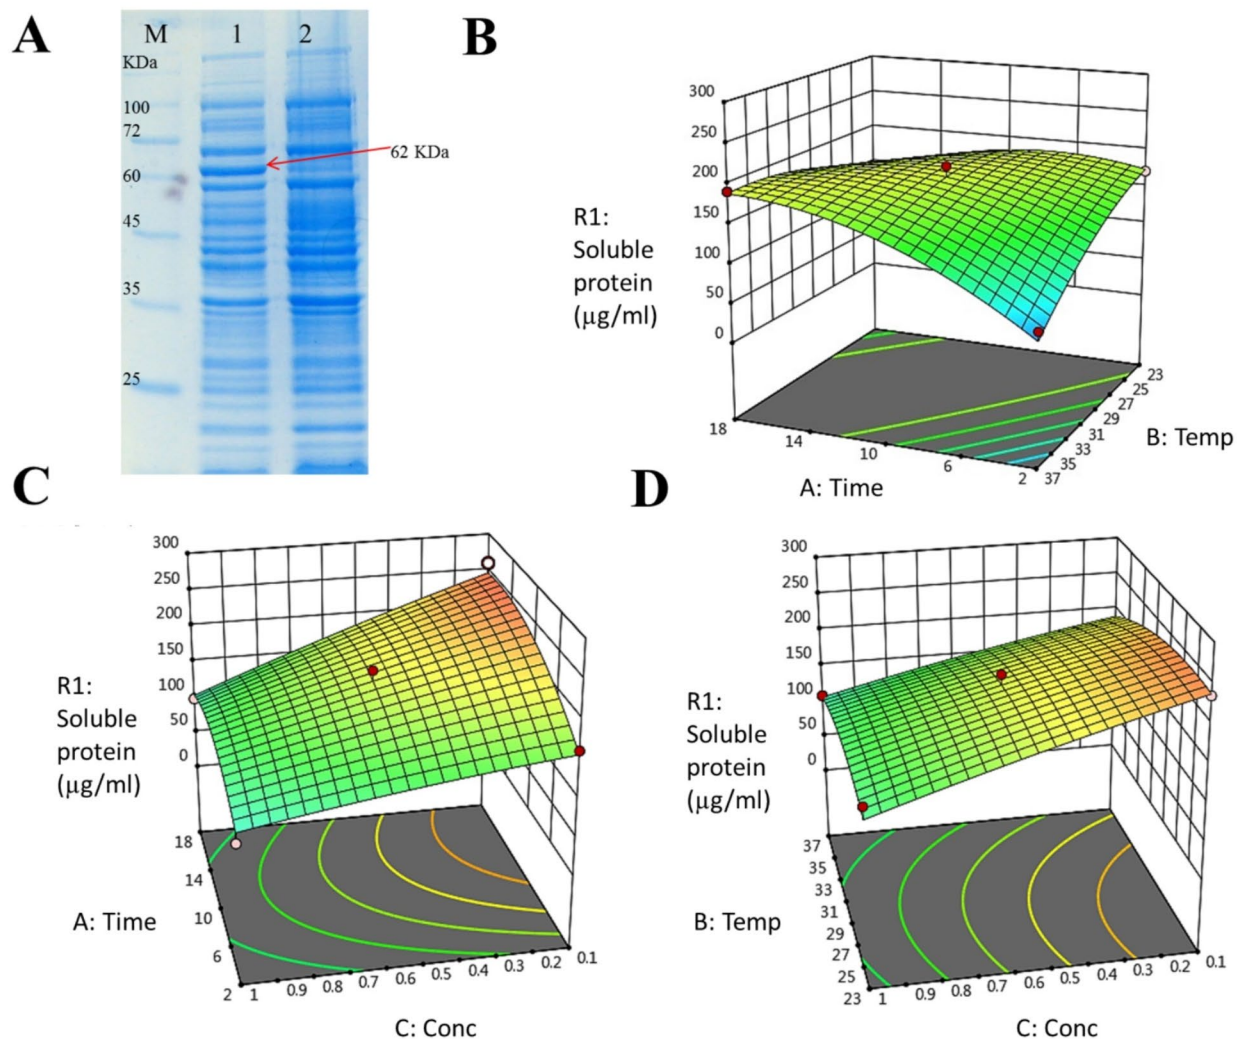 A
M 1 2
KDa
100
72
60
45
35
25
62 KDa
B
300
250
200
150
100
50
0
R1:
Soluble
protein
(µg/ml)
18 14 10 6 2
A: Time
37 35 33 31 29 27 25 23
B: Temp
C
300
250
200
150
100
50
0
R1:
Soluble
protein
(µg/ml)
18
14
10
6
2
A: Time
1 0.9 0.8 0.7 0.6 0.5 0.4 0.3 0.2 0.1
C: Conc
D
300
250
200
150
100
50
0
R1:
Soluble
protein
(µg/ml)
37
35
33
31
29
27
25
23
B: Temp
1 0.9 0.8 0.7 0.6 0.5 0.4 0.3 0.2 0.1
C: Conc